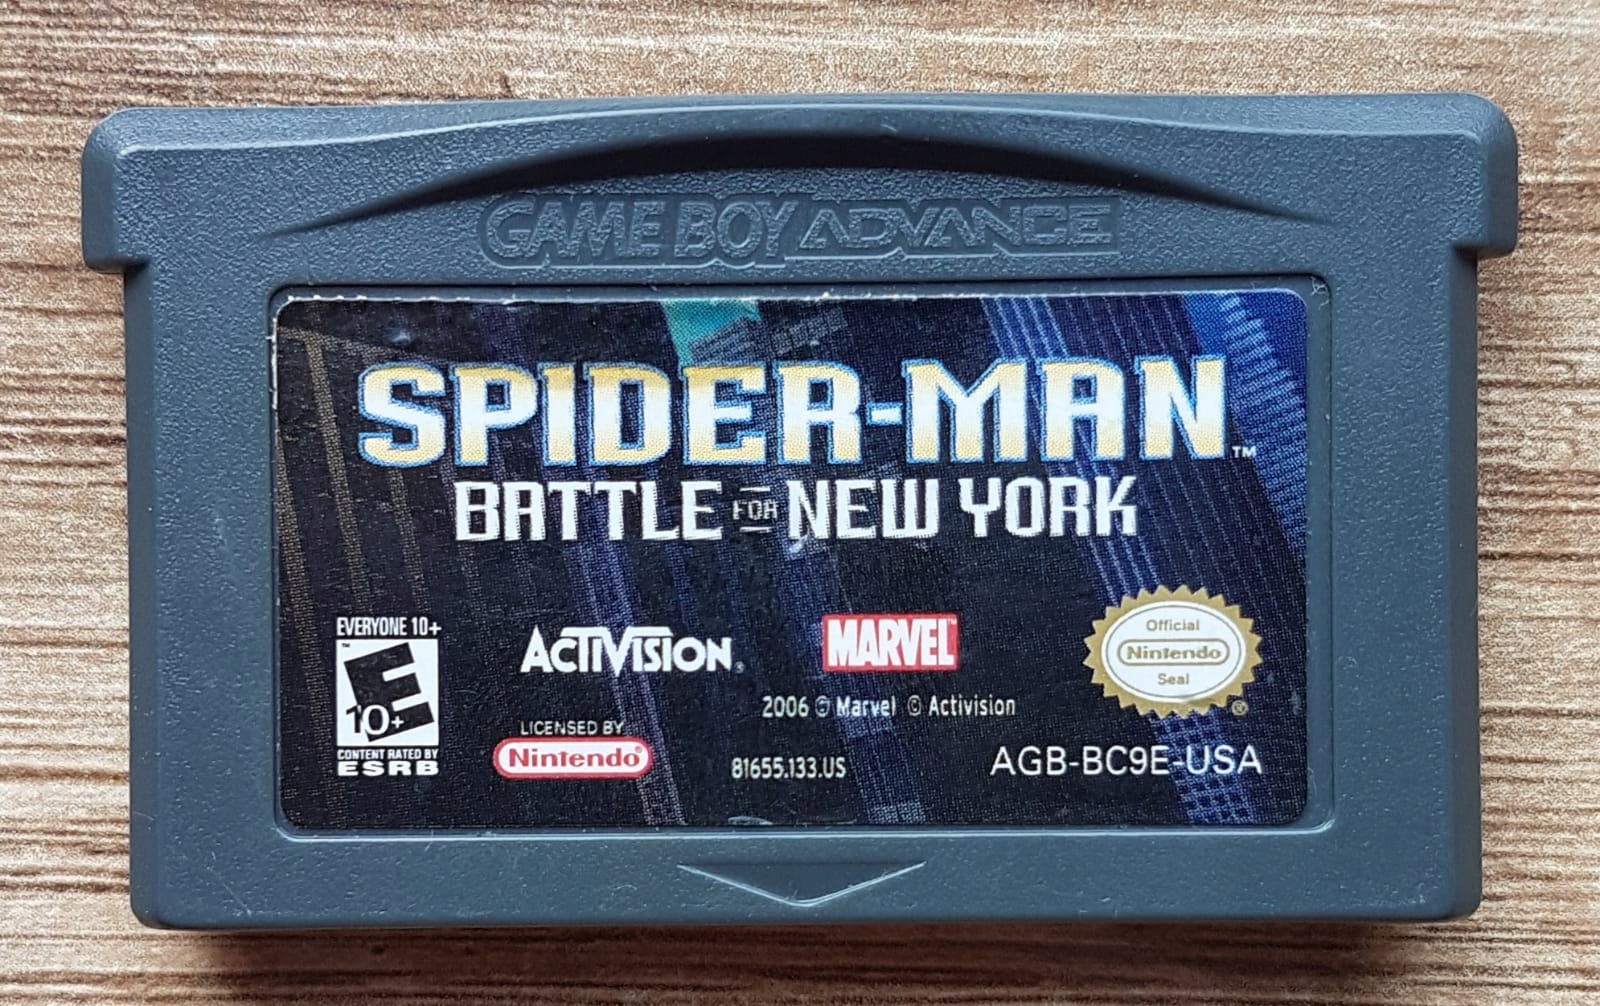 GAME BOY ADVANCE
SPIDER-MAN™
BATTLE FOR NEW YORK
EVERYONE 10+
™
E
10+
CONTENT RATED BY
ESRB
ACTIVISION®
MARVEL
2006 © Marvel © Activision
LICENSED BY
Nintendo®
81655.133.US
Official
Nintendo
Seal
®
AGB-BC9E-USA